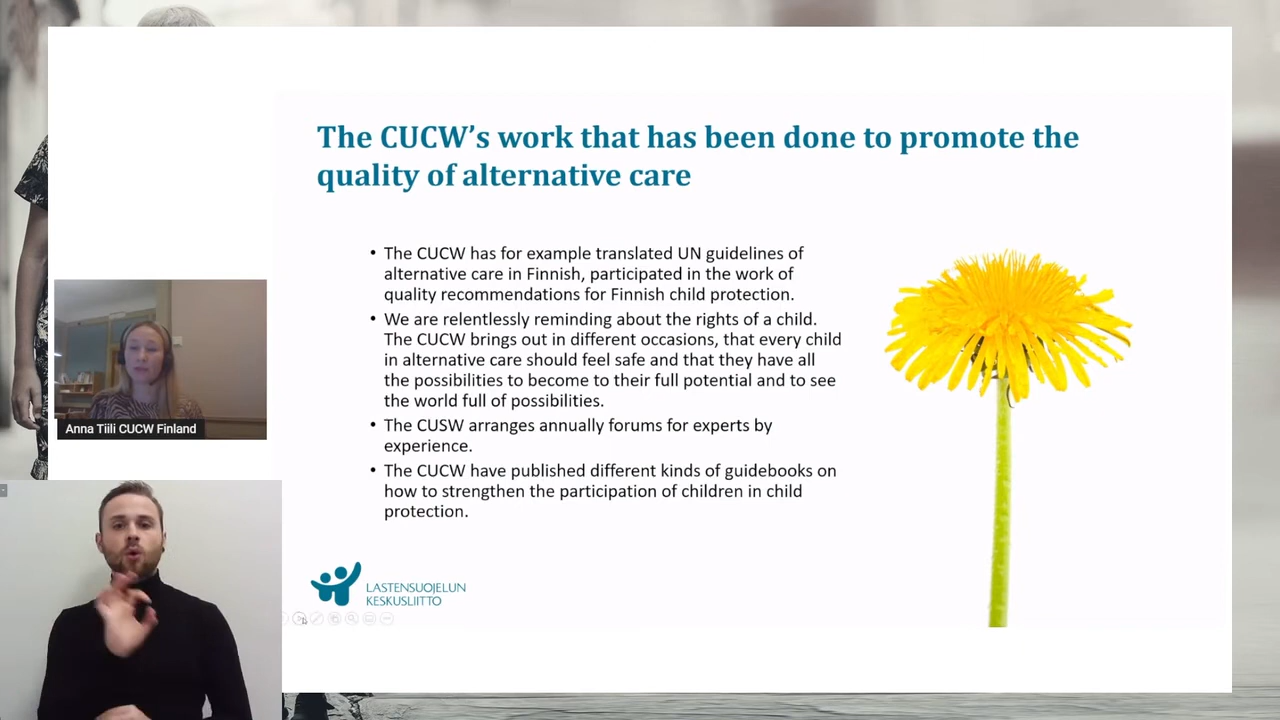 The CUCW's work that has been done to promote the
quality of alternative care
• The CUCW has for example translated UN guidelines of
alternative care in Finnish, participated in the work of
quality recommendations for Finnish child protection.
• We are relentlessly reminding about the rights of a child.
The CUCW brings out in different occasions, that every child
in alternative care should feel safe and that they have all
the possibilities to become to their full potential and to see
the world full of possibilities.
• The CUSW arranges annually forums for experts by
experience.
• The CUCW have published different kinds of guidebooks on
how to strengthen the participation of children in child
protection.
Anna Tiili CUCW Finland
LASTENSUOJELUN
KESKUSLIITTO